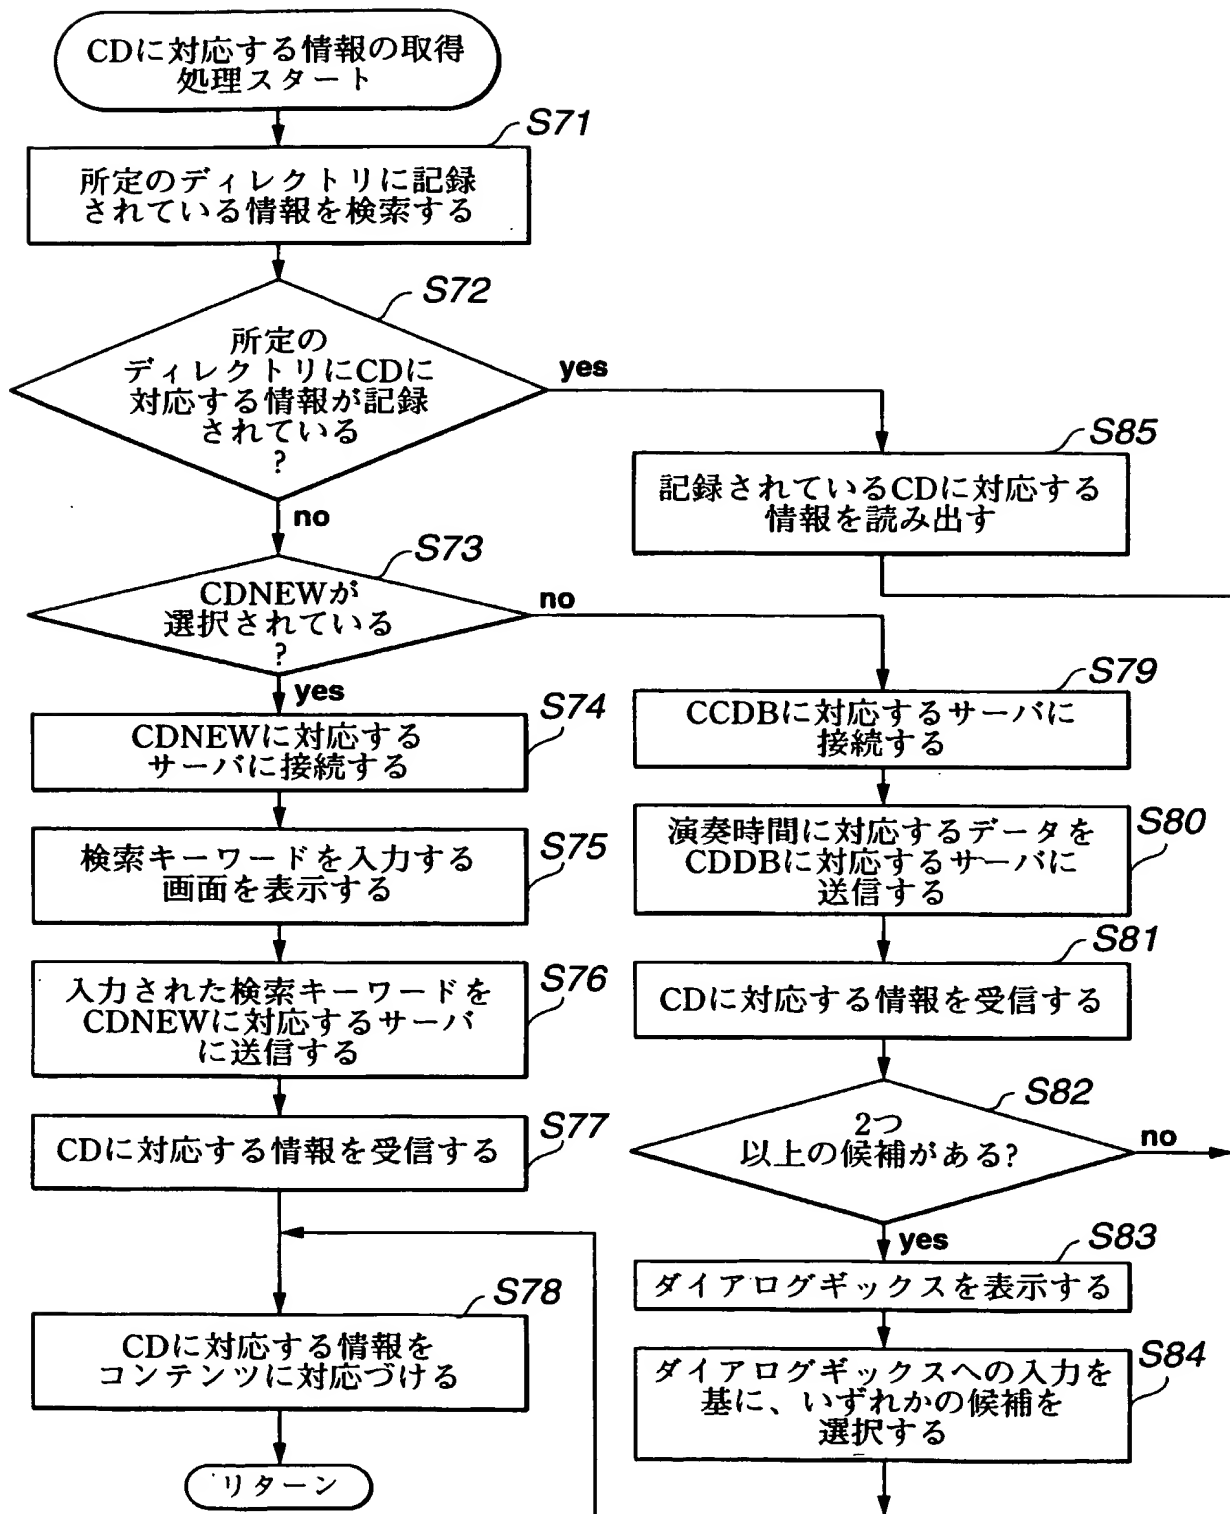 CDに対応する情報の取得
処理スタート
S71
所定のディレクトリに記録
されている情報を検索する
S72
所定の
ディレクトリにCDに
対応する情報が記録
されている
?
yes
no
S85
記録されているCDに対応する
情報を読み出す
S73
CDNEWが
選択されている
?
no
yes
S74
CDNEWに対応する
サーバに接続する
S75
検索キーワードを入力する
画面を表示する
S76
入力された検索キーワードを
CDNEWに対応するサーバ
に送信する
S77
CDに対応する情報を受信する
S78
CDに対応する情報を
コンテンツに対応づける
リターン
S79
CCDBに対応するサーバに
接続する
S80
演奏時間に対応するデータを
CDDBに対応するサーバに
送信する
S81
CDに対応する情報を受信する
S82
2つ
以上の候補がある?
no
yes
S83
ダイアログギックスを表示する
S84
ダイアログギックスへの入力を
基に、いずれかの候補を
選択する